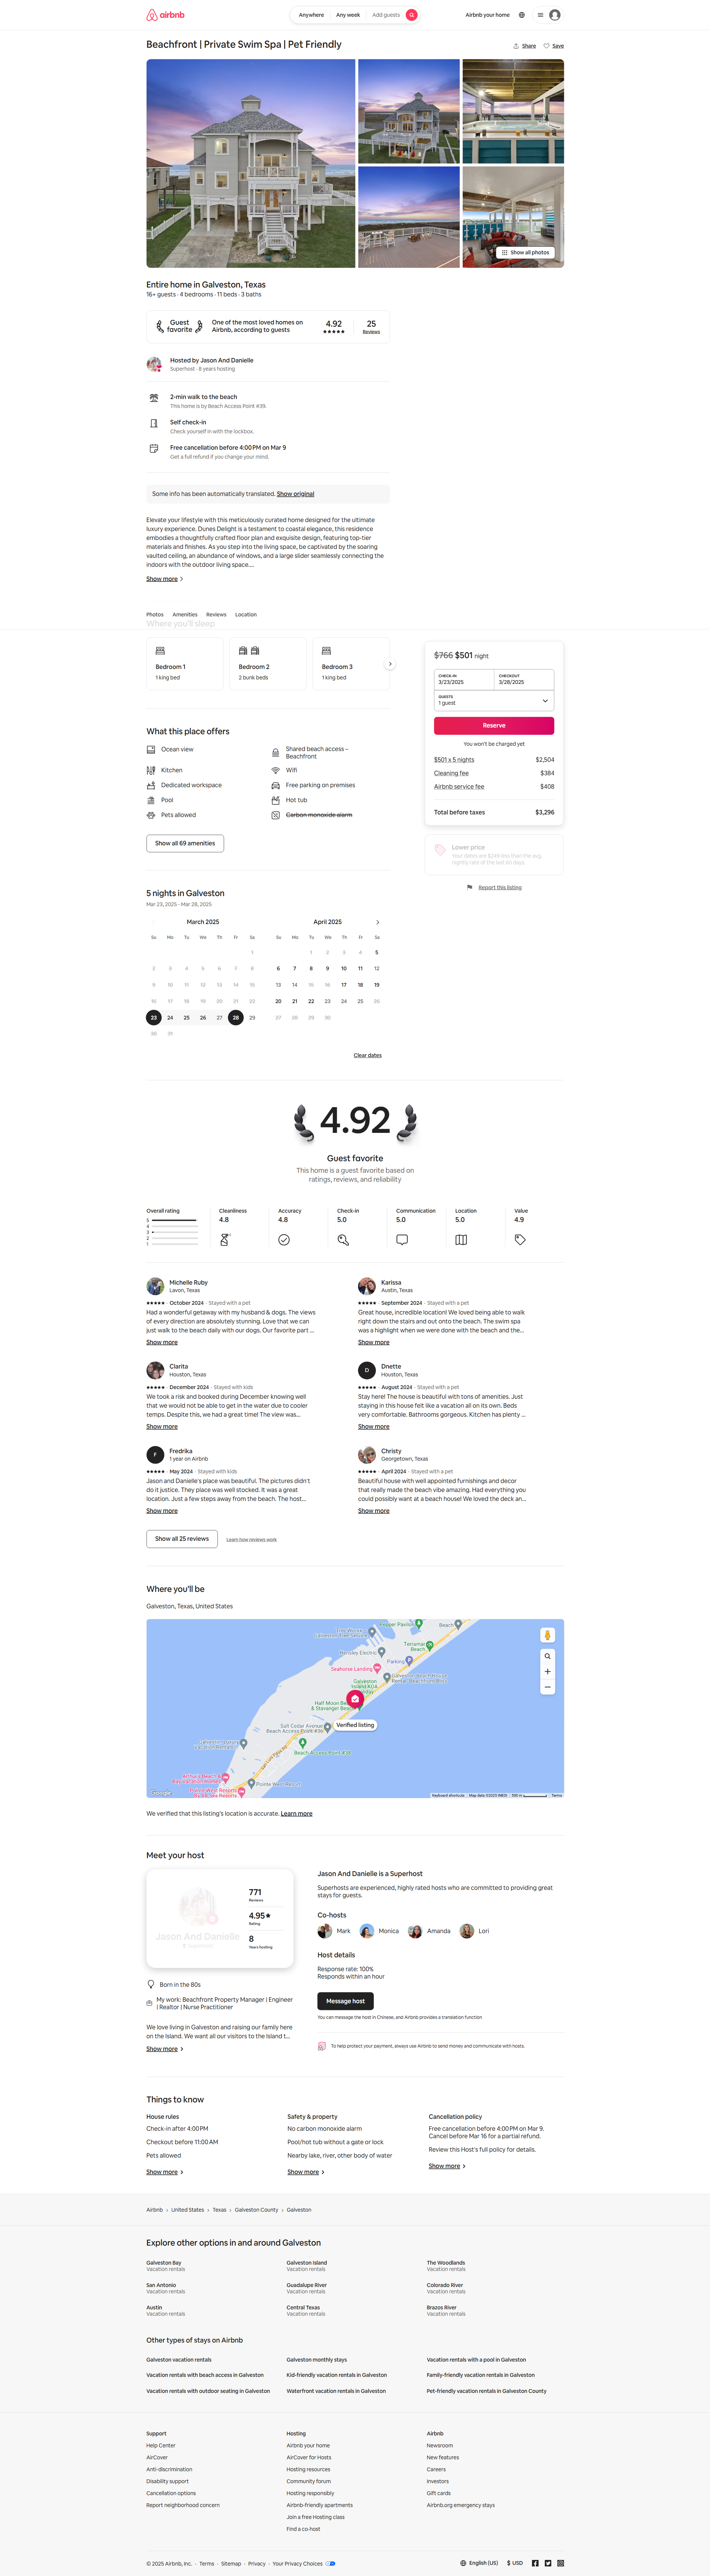 airbnb
Anywhere
Any week
Add guests
Airbnb your home
Beachfront | Private Swim Spa | Pet Friendly
Share
Save
Show all photos
Entire home in Galveston, Texas
16+ guests · 4 bedrooms · 11 beds · 3 baths
Guest favorite
One of the most loved homes on
Airbnb, according to guests
4.92
25
Reviews
Hosted by Jason And Danielle
Superhost · 8 years hosting
2-min walk to the beach
This home is by Beach Access Point #39.
Self check-in
Check yourself in with the lockbox.
Free cancellation before 4:00 PM on Mar 9
Get a full refund if you change your mind.
Some info has been automatically translated. Show original
Elevate your lifestyle with this meticulously curated home designed for the ultimate
luxury experience. Dunes Delight is a testament to coastal elegance, this residence
embodies a thoughtfully crafted floor plan and exquisite design, featuring top-tier
materials and finishes. As you step into the living space, be captivated by the soaring
vaulted ceiling, an abundance of windows, and a large slider seamlessly connecting the
indoors with the outdoor living space....
Show more
Photos
Amenities
Reviews
Location
Where you'll sleep
Bedroom 1
1 king bed
Bedroom 2
2 bunk beds
Bedroom 3
1 king bed
$766 $501 night
CHECK-IN
3/23/2025
CHECKOUT
3/28/2025
GUESTS
1 guest
Reserve
You won't be charged yet
$501 x 5 nights
$2,504
Cleaning fee
$384
Airbnb service fee
$408
Total before taxes
$3,296
Lower price
Your dates are $249 less than the avg.
nightly rate of the last 60 days.
Report this listing
What this place offers
Ocean view
Shared beach access –
Beachfront
Kitchen
Wifi
Dedicated workspace
Free parking on premises
Pool
Hot tub
Pets allowed
Carbon monoxide alarm
Show all 69 amenities
5 nights in Galveston
Mar 23, 2025 - Mar 28, 2025
March 2025
Su Mo Tu We Th Fr Sa
1
2 3 4 5 6 7 8
9 10 11 12 13 14 15
16 17 18 19 20 21 22
23 24 25 26 27 28 29
30 31
April 2025
Su Mo Tu We Th Fr Sa
1 2 3 4 5
6 7 8 9 10 11 12
13 14 15 16 17 18 19
20 21 22 23 24 25 26
27 28 29 30
Clear dates
4.92
Guest favorite
This home is a guest favorite based on
ratings, reviews, and reliability
Overall rating
5
4
3
2
1
Cleanliness
4.8
Accuracy
4.8
Check-in
5.0
Communication
5.0
Location
5.0
Value
4.9
Michelle Ruby
Lavon, Texas
· October 2024 · Stayed with a pet
Had a wonderful getaway with my husband & dogs. The views
of every direction are absolutely stunning. Love that we can
just walk to the beach daily with our dogs. Our favorite part ...
Show more
Karissa
Austin, Texas
· September 2024 · Stayed with a pet
Great house, incredible location! We loved being able to walk
right down the stairs and out onto the beach. The swim spa
was a highlight when we were done with the beach and the...
Show more
Clarita
Houston, Texas
· December 2024 · Stayed with kids
We took a risk and booked during December knowing well
that we would not be able to get in the water due to cooler
temps. Despite this, we had a great time! The view was...
Show more
D
Dnette
Houston, Texas
· August 2024 · Stayed with a pet
Stay here! The house is beautiful with tons of amenities. Just
staying in this house felt like a vacation all on its own. Beds
very comfortable. Bathrooms gorgeous. Kitchen has plenty ...
Show more
F
Fredrika
1 year on Airbnb
· May 2024 · Stayed with kids
Jason and Danielle's place was beautiful. The pictures didn't
do it justice. They place was well stocked. It was a great
location. Just a few steps away from the beach. The host...
Show more
Christy
Georgetown, Texas
· April 2024 · Stayed with a pet
Beautiful house with well appointed furnishings and decor
that really made the beach vibe amazing. Had everything you
could possibly want at a beach house! We loved the deck an...
Show more
Show all 25 reviews
Learn how reviews work
Where you'll be
Galveston, Texas, United States
Pepper Pavilion
Beach
Hensley Electric
Terramar
Beach
Parking
Seahorse Landing
Galveston Beach House
Galveston
Island KOA
Half Moon Be
& Stavanger Bea
Verified listing
Salt Cedar Avenue
Beach Access Point #36
Beach Access Point #38
Pointe West Resort
Google
Keyboard shortcuts
Map data ©2025 INEGI
500 m
Terms
We verified that this listing's location is accurate. Learn more
Meet your host
Jason And Danielle
Superhost
771
Reviews
4.95★
Rating
8
Years hosting
Born in the 80s
My work: Beachfront Property Manager | Engineer
| Realtor | Nurse Practitioner
We love living in Galveston and raising our family here
on the Island. We want all our visitors to the Island t...
Show more
Jason And Danielle is a Superhost
Superhosts are experienced, highly rated hosts who are committed to providing great
stays for guests.
Co-hosts
Mark
Monica
Amanda
Lori
Host details
Response rate: 100%
Responds within an hour
Message host
You can message the host in Chinese, and Airbnb provides a translation function
To help protect your payment, always use Airbnb to send money and communicate with hosts.
Things to know
House rules
Check-in after 4:00 PM
Checkout before 11:00 AM
Pets allowed
Show more
Safety & property
No carbon monoxide alarm
Pool/hot tub without a gate or lock
Nearby lake, river, other body of water
Show more
Cancellation policy
Free cancellation before 4:00 PM on Mar 9.
Cancel before Mar 16 for a partial refund.
Review this Host's full policy for details.
Show more
Airbnb
United States
Texas
Galveston County
Galveston
Explore other options in and around Galveston
Galveston Bay
Vacation rentals
Galveston Island
Vacation rentals
The Woodlands
Vacation rentals
San Antonio
Vacation rentals
Guadalupe River
Vacation rentals
Colorado River
Vacation rentals
Austin
Vacation rentals
Central Texas
Vacation rentals
Brazos River
Vacation rentals
Other types of stays on Airbnb
Galveston vacation rentals
Galveston monthly stays
Vacation rentals with a pool in Galveston
Vacation rentals with beach access in Galveston
Kid-friendly vacation rentals in Galveston
Family-friendly vacation rentals in Galveston
Vacation rentals with outdoor seating in Galveston
Waterfront vacation rentals in Galveston
Pet-friendly vacation rentals in Galveston County
Support
Help Center
AirCover
Anti-discrimination
Disability support
Cancellation options
Report neighborhood concern
Hosting
Airbnb your home
AirCover for Hosts
Hosting resources
Community forum
Hosting responsibly
Airbnb-friendly apartments
Join a free Hosting class
Find a co-host
Airbnb
Newsroom
New features
Careers
Investors
Gift cards
Airbnb.org emergency stays
© 2025 Airbnb, Inc. · Terms · Sitemap · Privacy · Your Privacy Choices
English (US)
$ USD